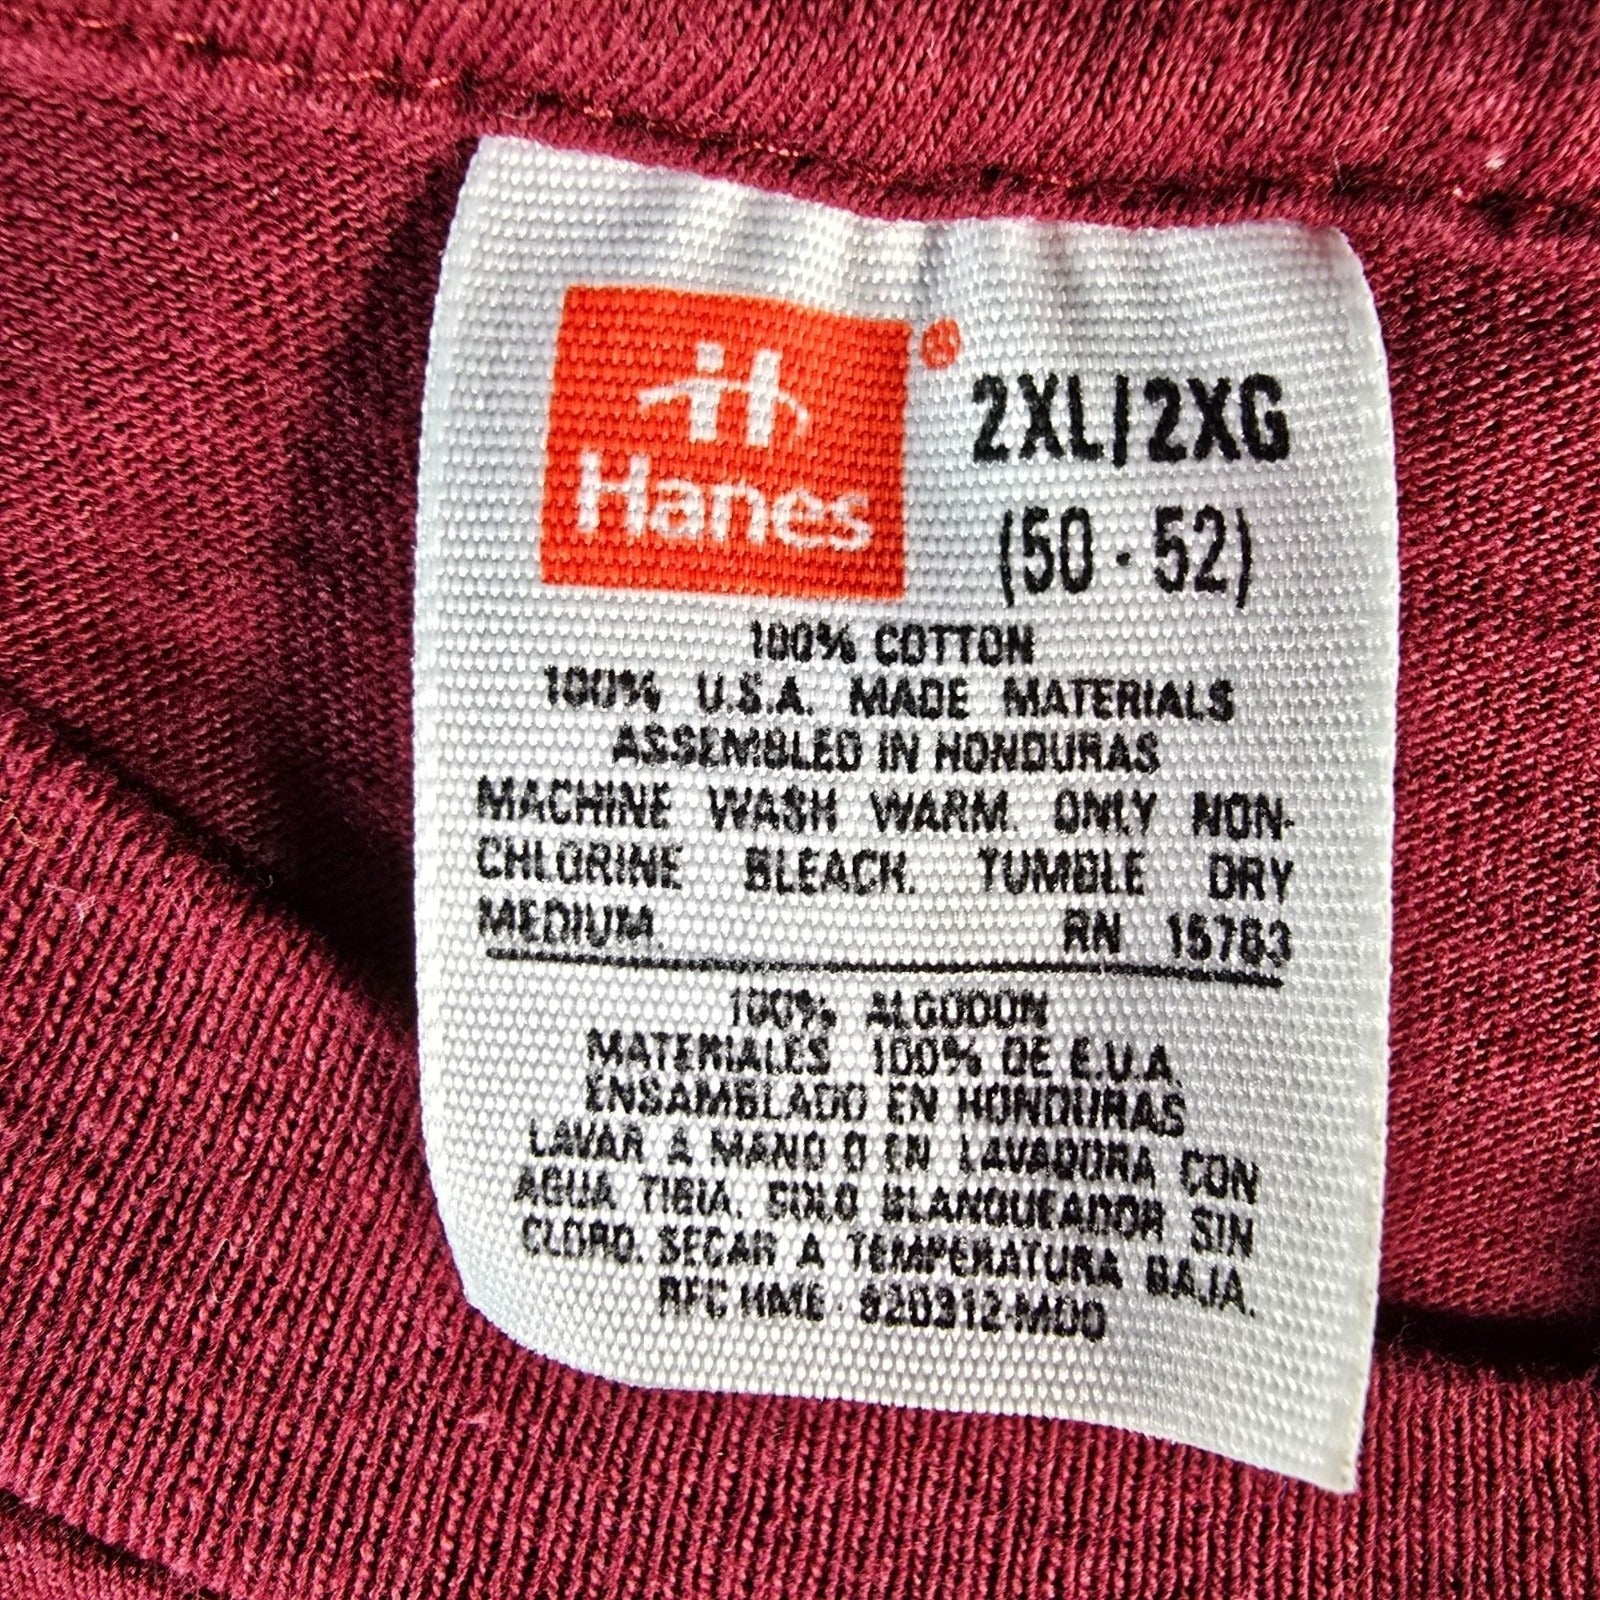 Hanes®
2XL/2XG
(50 - 52)
100% COTTON
100% U.S.A. MADE MATERIALS
ASSEMBLED IN HONDURAS
MACHINE WASH WARM. ONLY NON-
CHLORINE BLEACH. TUMBLE DRY
MEDIUM. RN 15763
100% ALGODON
MATERIALES 100% DE E.U.A.
ENSAMBLADO EN HONDURAS
LAVAR A MANO O EN LAVADORA CON
AGUA TIBIA. SOLO BLANQUEADOR SIN
CLORO. SECAR A TEMPERATURA BAJA.
RFC HME - 920312-MD0